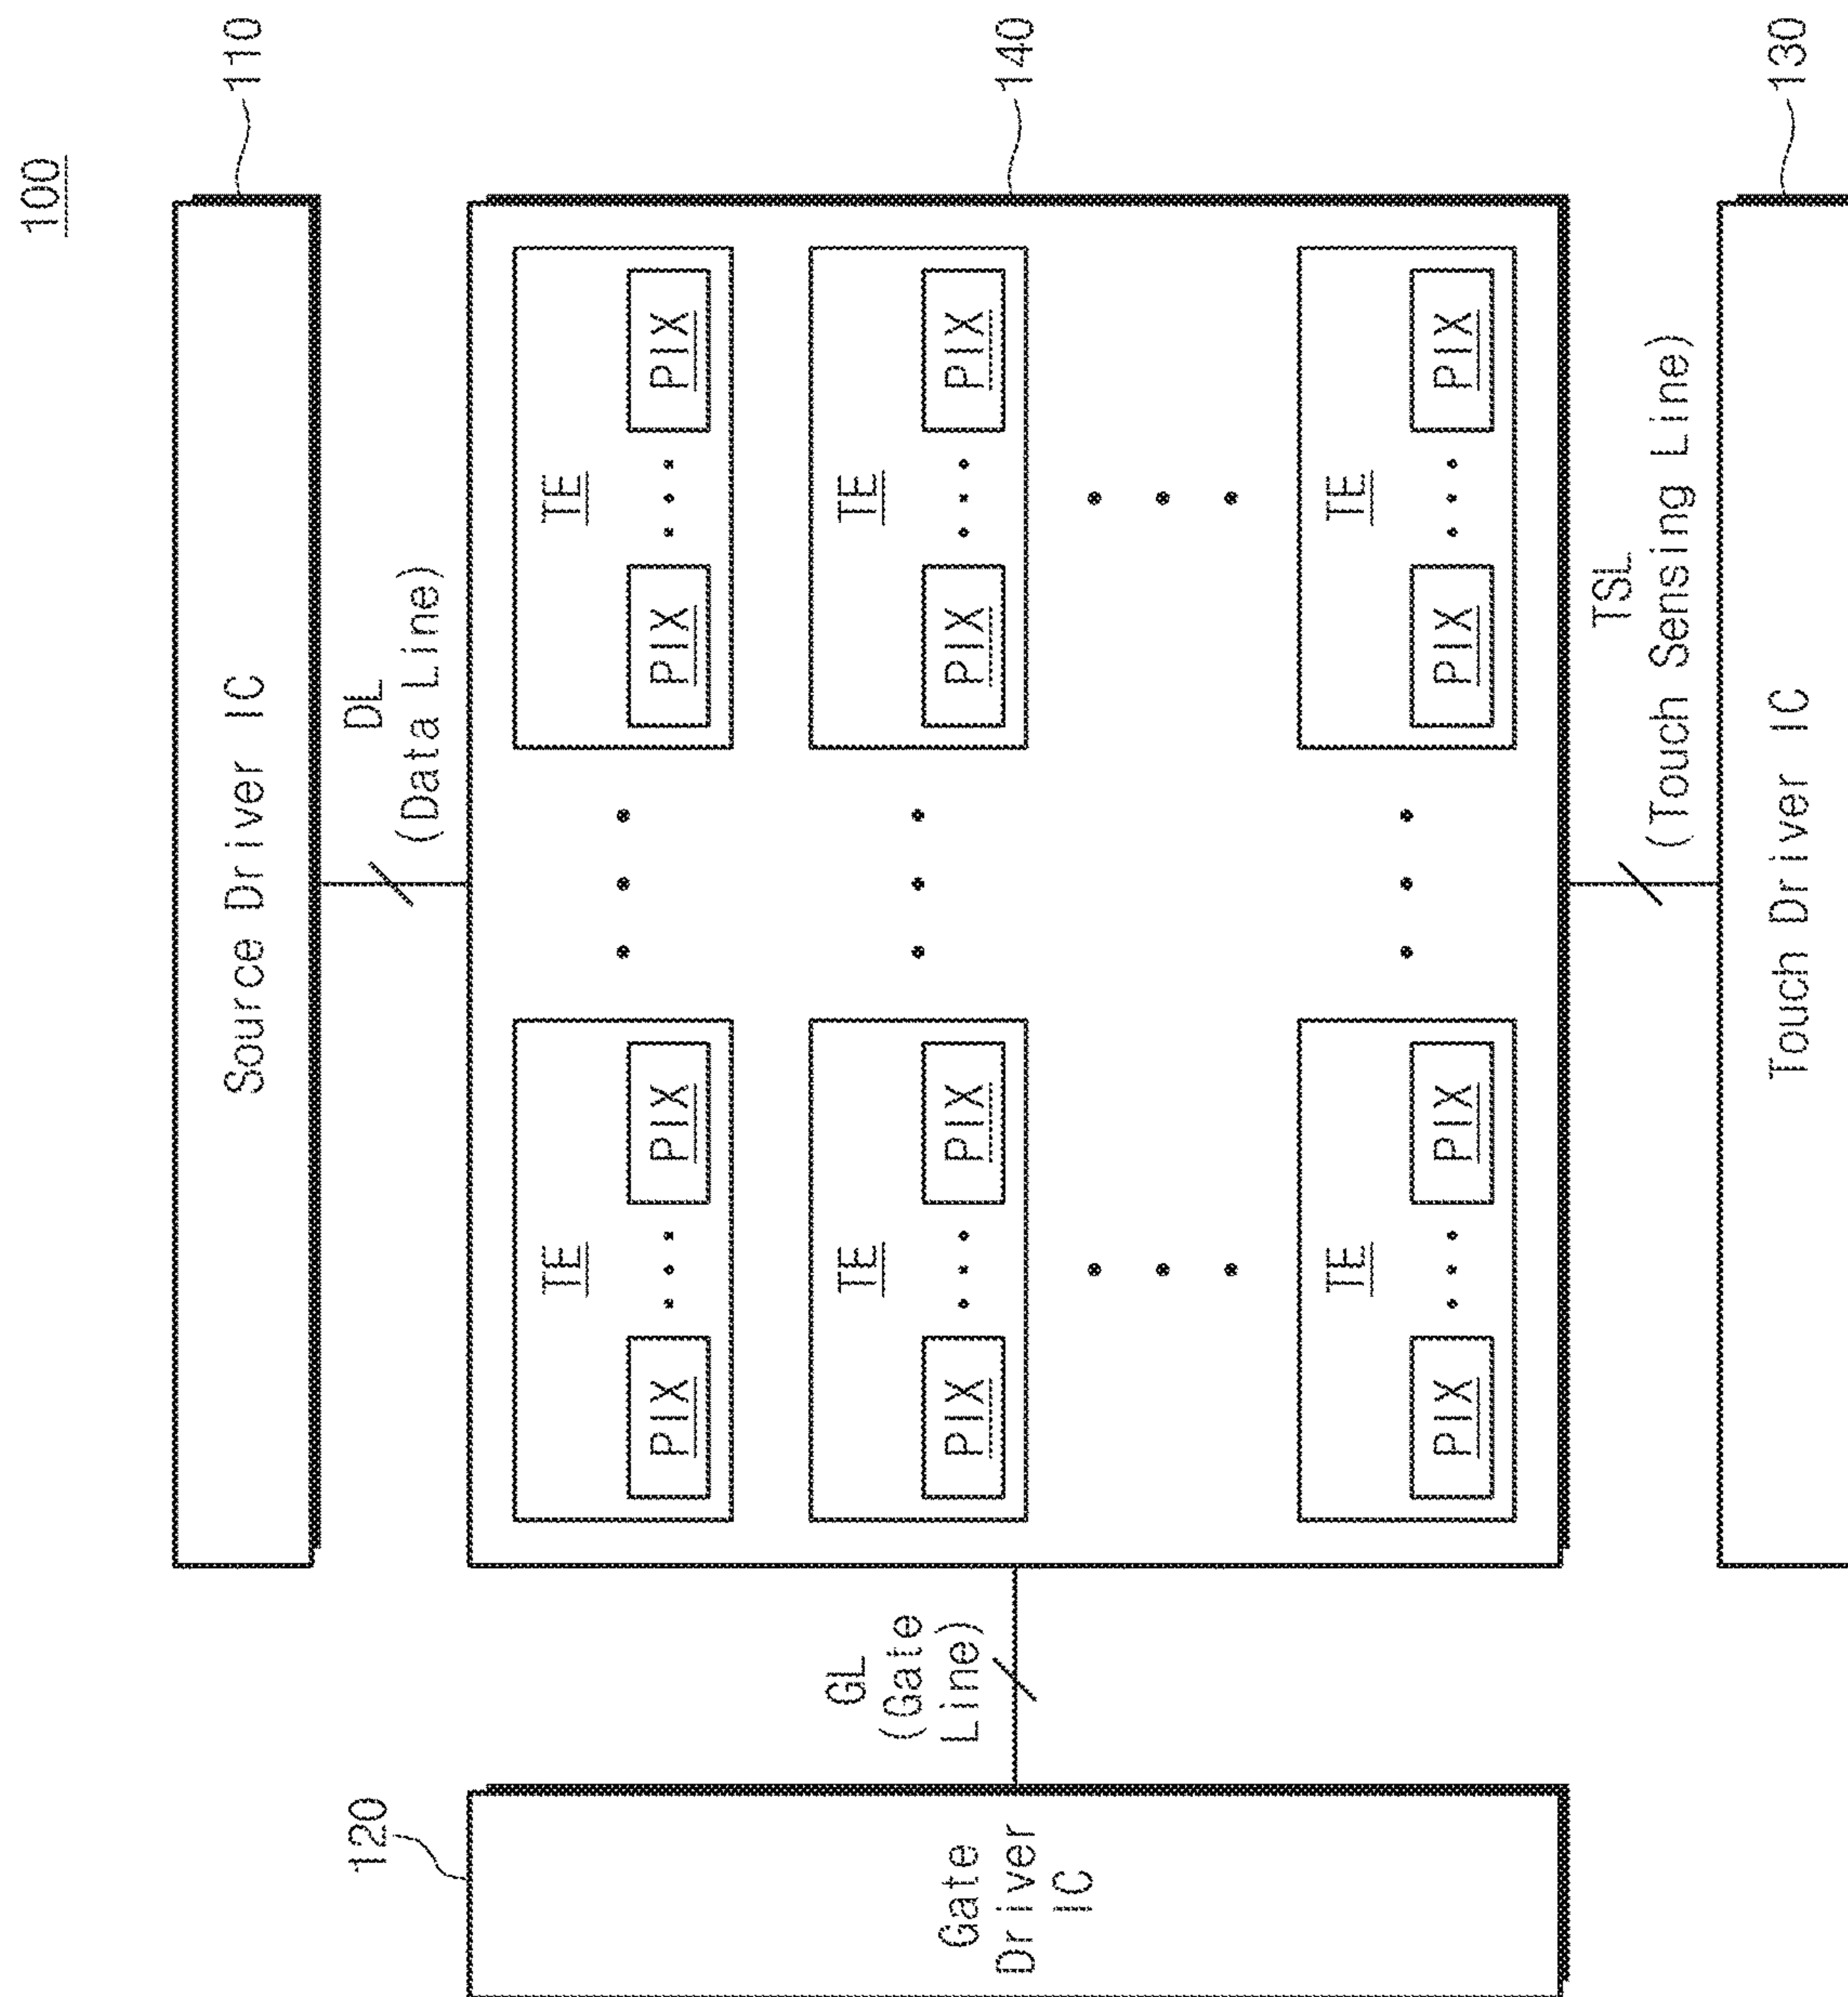 100
Source Driver IC
110
DL
(Data Line)
120
Gate
Driver
IC
GL
(Gate
Line)
140
TE TE
PIX PIX PIX PIX
TE TE
PIX PIX PIX PIX
TE TE
PIX PIX PIX PIX
TSL
(Touch Sensing Line)
Touch Driver IC
130